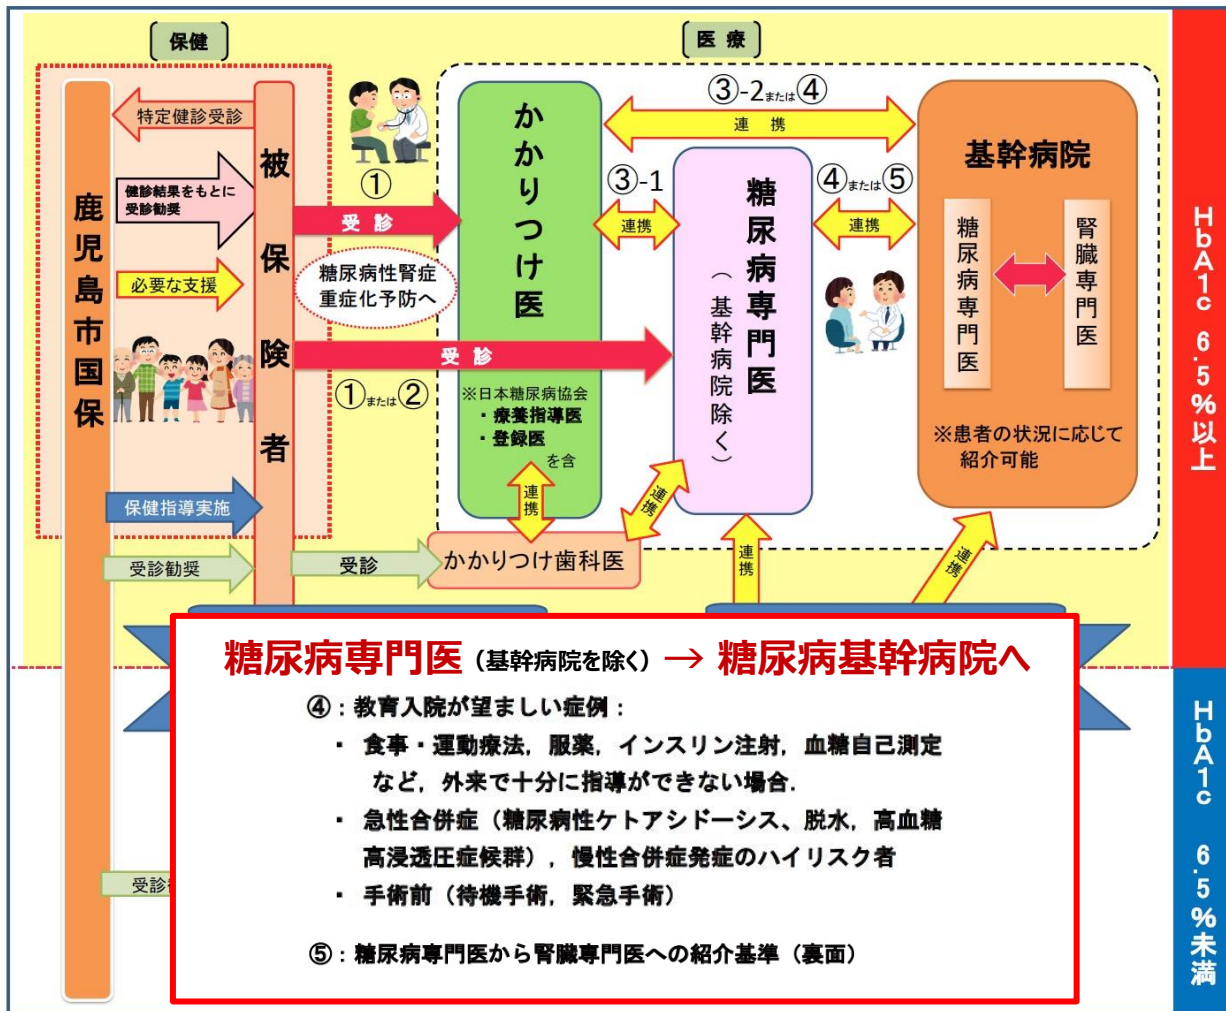 保健
医 療
鹿児島市国保
特定健診受診
健診結果をもとに
受診勧奨
必要な支援
保健指導実施
受診勧奨
被保険者
①
受 診
糖尿病性腎症
重症化予防へ
受 診
①または②
受診
かかりつけ医
※日本糖尿病協会
・療養指導医
・登録医
を含
連携
かかりつけ歯科医
③-2または④
連 携
③-1
連携
糖尿病専門医
（基幹病院除く）
連携
連携
④または⑤
連携
基幹病院
糖尿病専門医
腎臓専門医
※患者の状況に応じて
紹介可能
連携
HbA1c 6.5%以上
HbA1c 6.5%未満
糖尿病専門医（基幹病院を除く）→ 糖尿病基幹病院へ
④：教育入院が望ましい症例：
・ 食事・運動療法，服薬，インスリン注射，血糖自己測定
など，外来で十分に指導ができない場合.
・ 急性合併症（糖尿病性ケトアシドーシス、脱水，高血糖
高浸透圧症候群），慢性合併症発症のハイリスク者
・ 手術前（待機手術，緊急手術）
⑤：糖尿病専門医から腎臓専門医への紹介基準（裏面）
受診